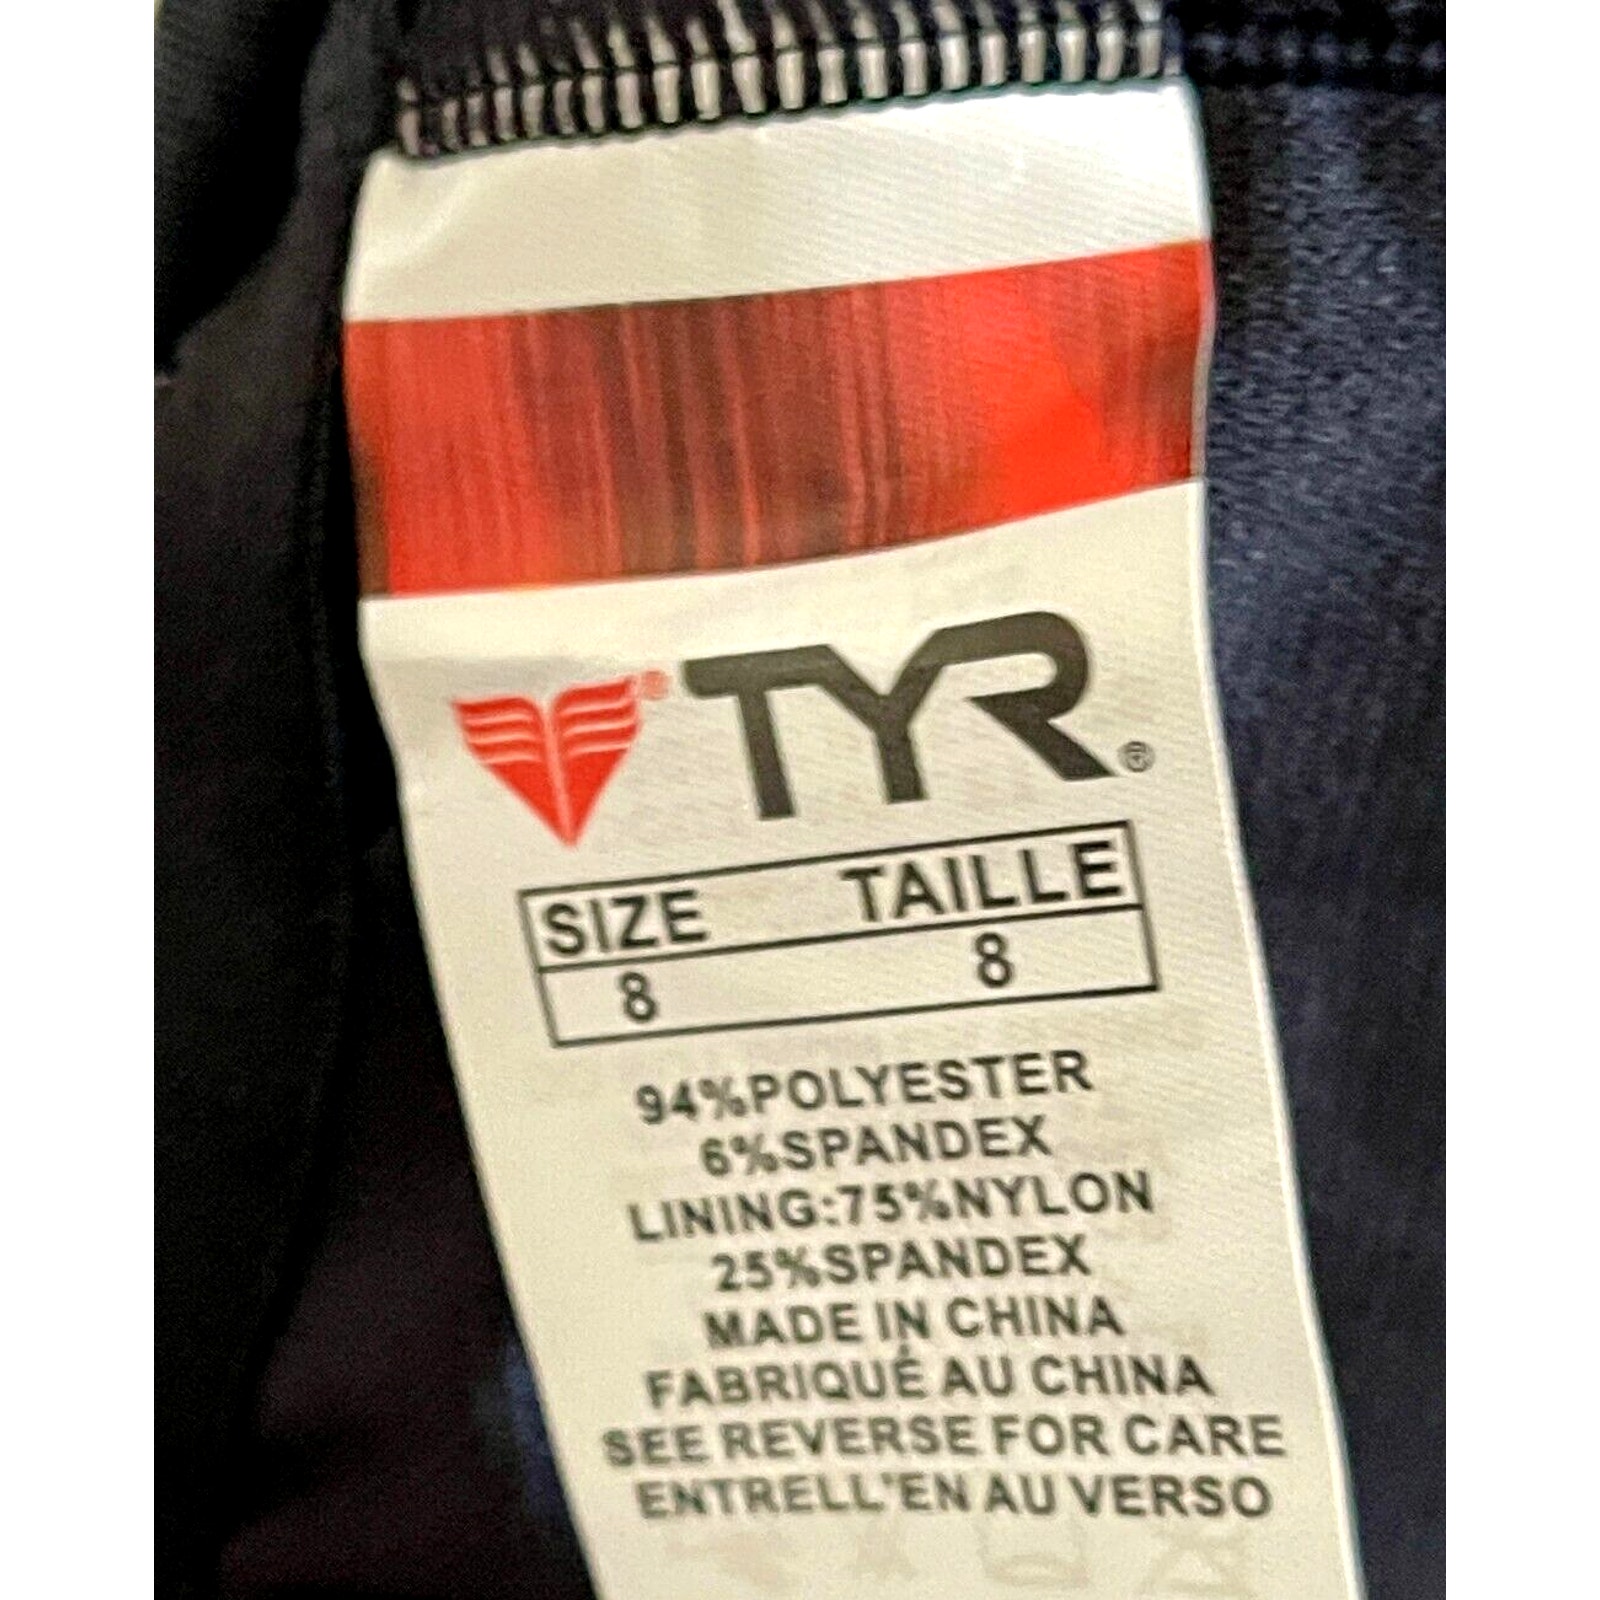 ® TYR®
SIZE TAILLE
8 8
94%POLYESTER
6%SPANDEX
LINING:75%NYLON
25%SPANDEX
MADE IN CHINA
FABRIQUÉ AU CHINA
SEE REVERSE FOR CARE
ENTRELL'EN AU VERSO